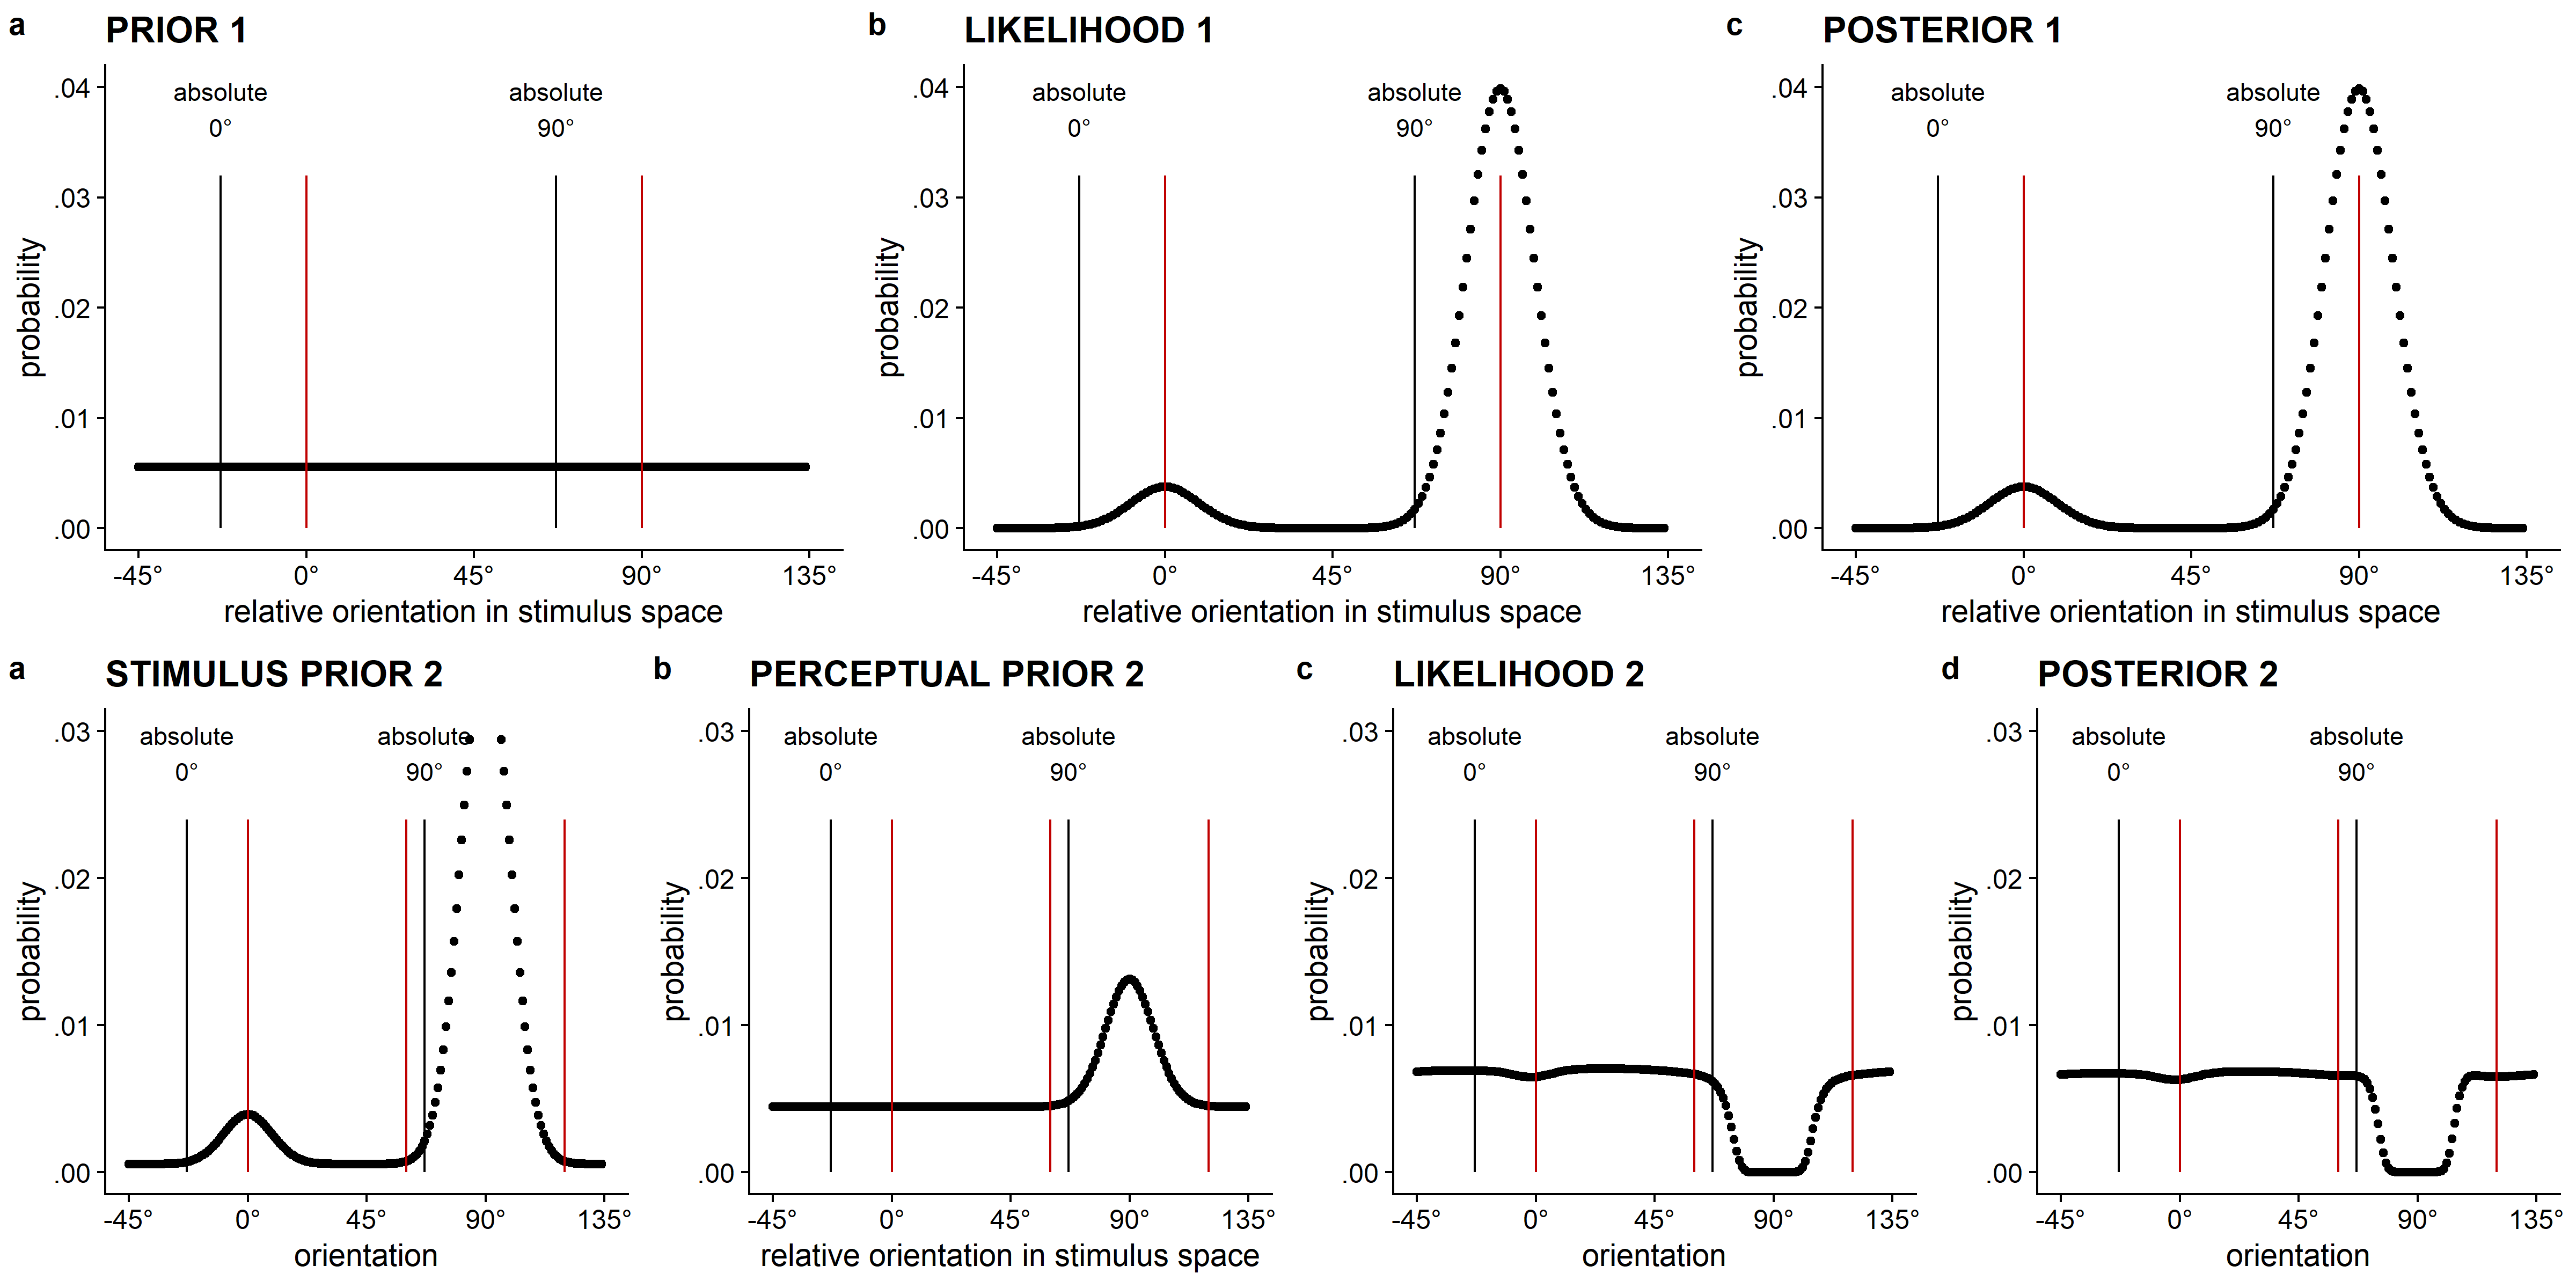 a PRIOR 1
absolute absolute
0° 90°
.04
.03
.02
.01
.00
probability
-45° 0° 45° 90° 135°
relative orientation in stimulus space
b LIKELIHOOD 1
absolute absolute
0° 90°
.04
.03
.02
.01
.00
probability
-45° 0° 45° 90° 135°
relative orientation in stimulus space
c POSTERIOR 1
absolute absolute
0° 90°
.04
.03
.02
.01
.00
probability
-45° 0° 45° 90° 135°
relative orientation in stimulus space
a STIMULUS PRIOR 2
absolute absolute
0° 90°
.03
.02
.01
.00
probability
-45° 0° 45° 90° 135°
orientation
b PERCEPTUAL PRIOR 2
absolute absolute
0° 90°
.03
.02
.01
.00
probability
-45° 0° 45° 90° 135°
relative orientation in stimulus space
c LIKELIHOOD 2
absolute absolute
0° 90°
.03
.02
.01
.00
probability
-45° 0° 45° 90° 135°
orientation
d POSTERIOR 2
absolute absolute
0° 90°
.03
.02
.01
.00
probability
-45° 0° 45° 90° 135°
orientation